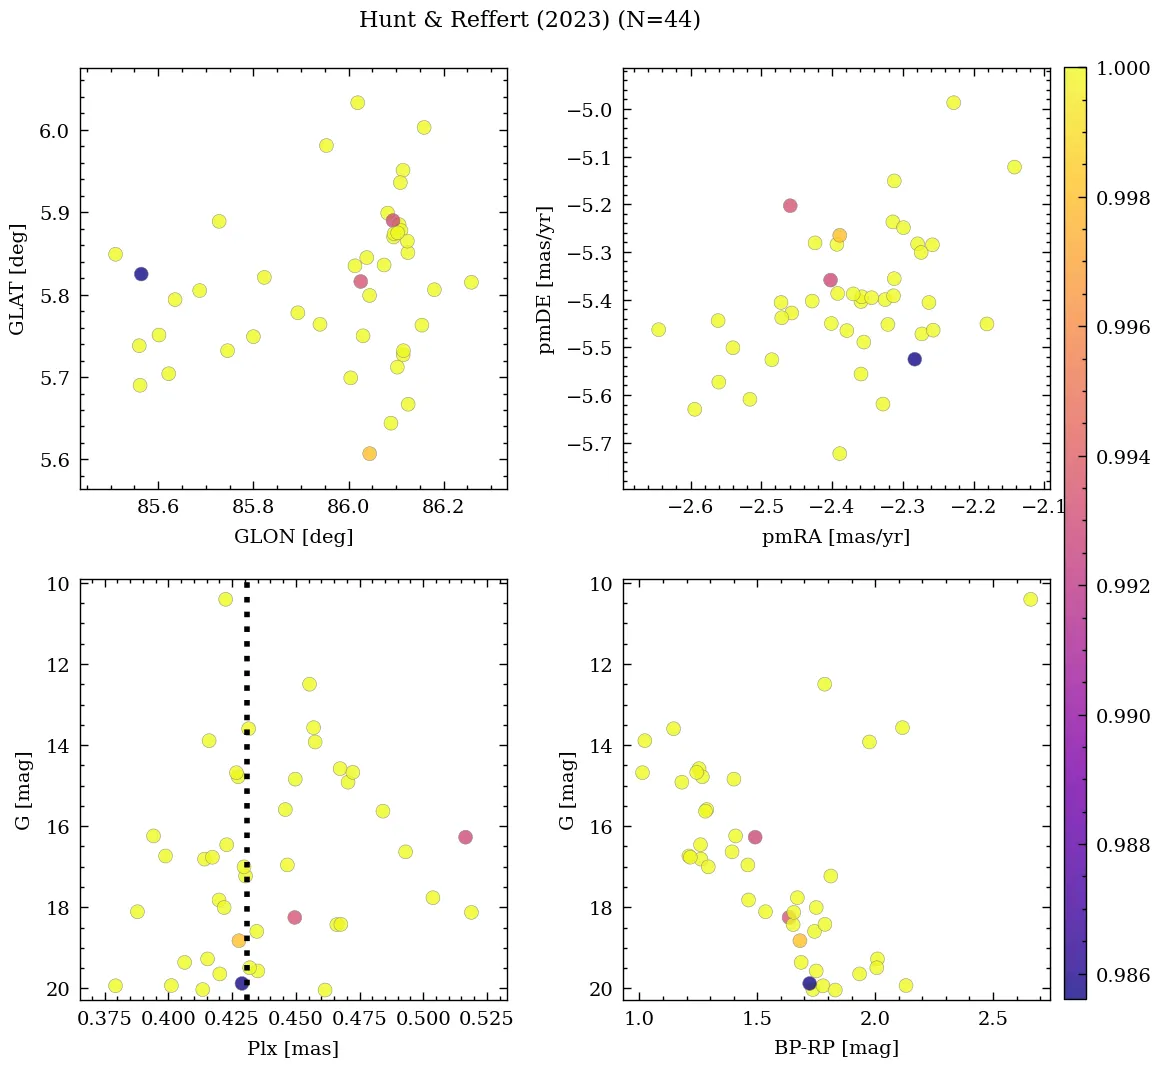 Hunt & Reffert (2023) (N=44)
6.0
5.9
5.8
5.7
5.6
GLAT [deg]
85.6 85.8 86.0 86.2
GLON [deg]
−5.0
−5.1
−5.2
−5.3
−5.4
−5.5
−5.6
−5.7
pmDE [mas/yr]
−2.6 −2.5 −2.4 −2.3 −2.2 −2.1
pmRA [mas/yr]
1.000
0.998
0.996
0.994
0.992
0.990
0.988
0.986
10
12
14
16
18
20
G [mag]
0.375 0.400 0.425 0.450 0.475 0.500 0.525
Plx [mas]
10
12
14
16
18
20
G [mag]
1.0 1.5 2.0 2.5
BP-RP [mag]